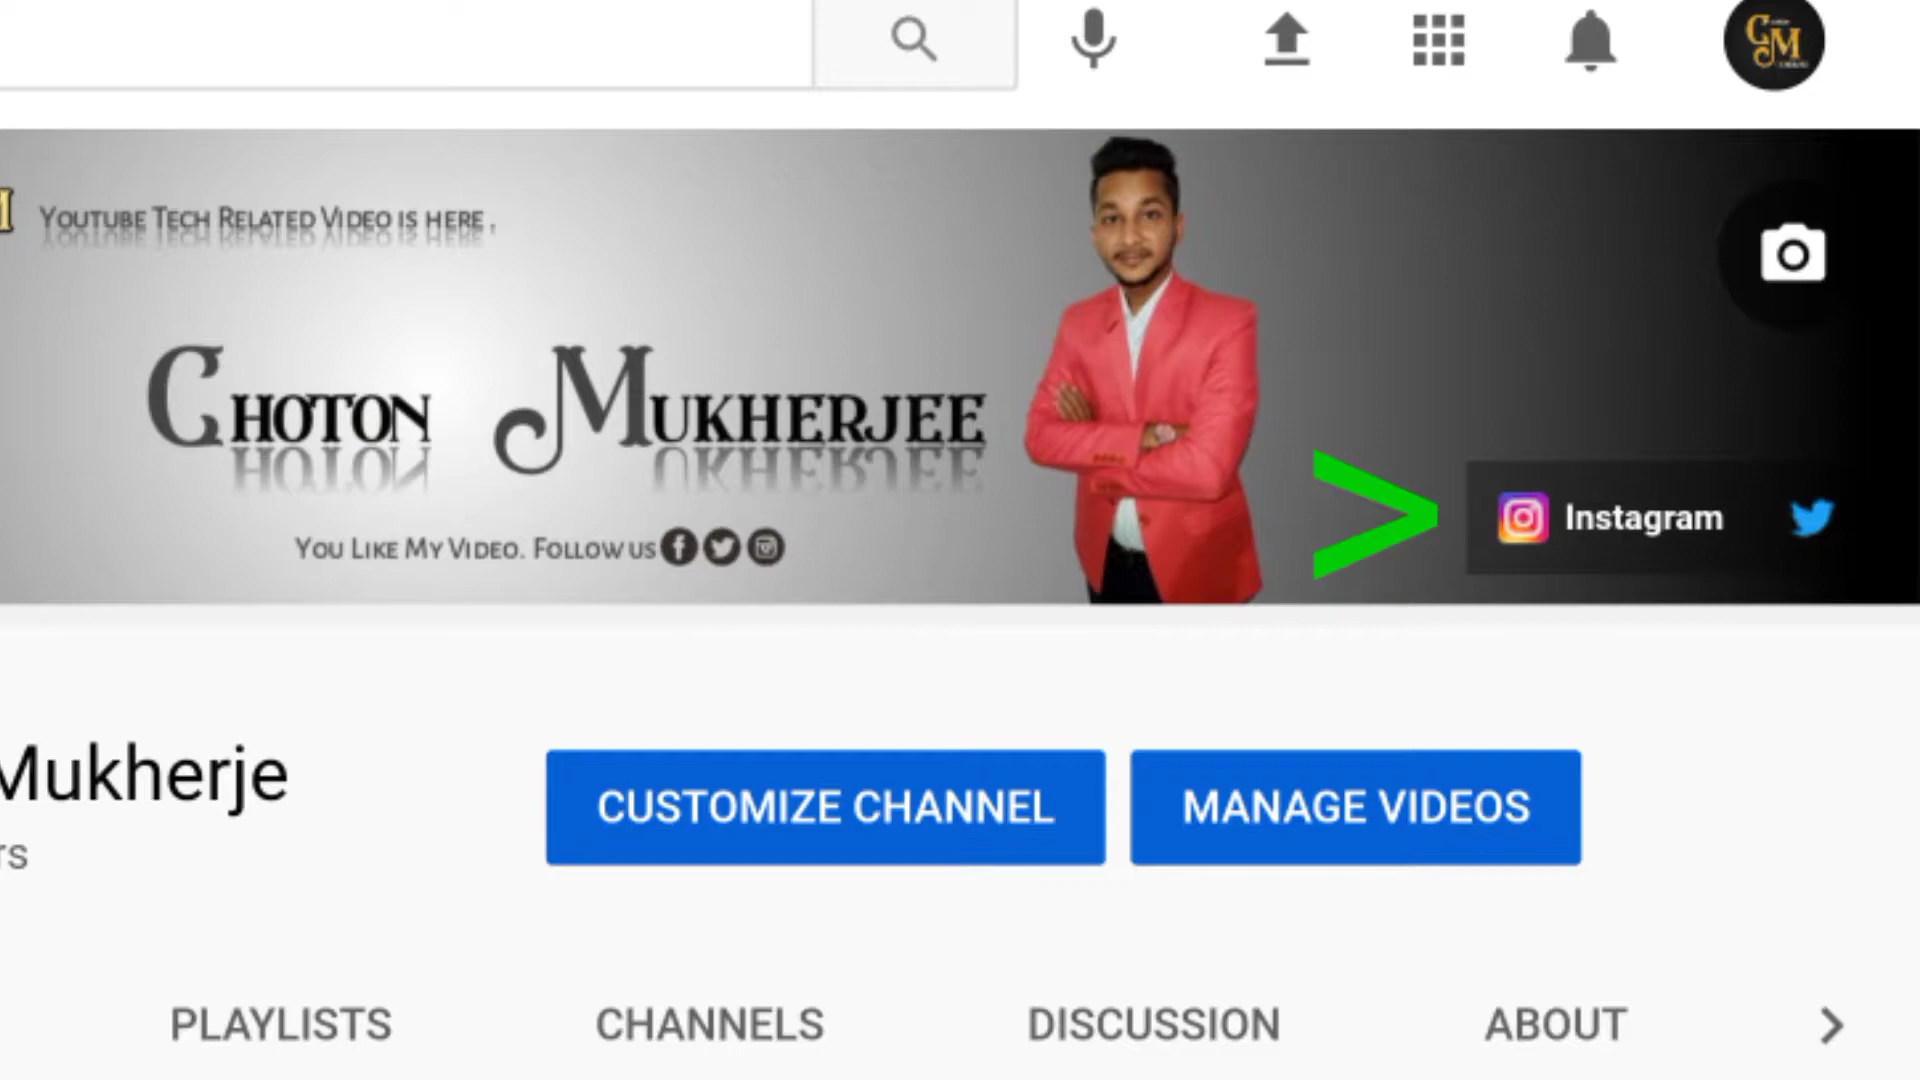 YOUTUBE TECH RELATED VIDEO IS HERE .
CHOTON MUKHERJEE
YOU LIKE MY VIDEO. FOLLOW US
> Instagram
Mukherje
rs
CUSTOMIZE CHANNEL
MANAGE VIDEOS
PLAYLISTS
CHANNELS
DISCUSSION
ABOUT